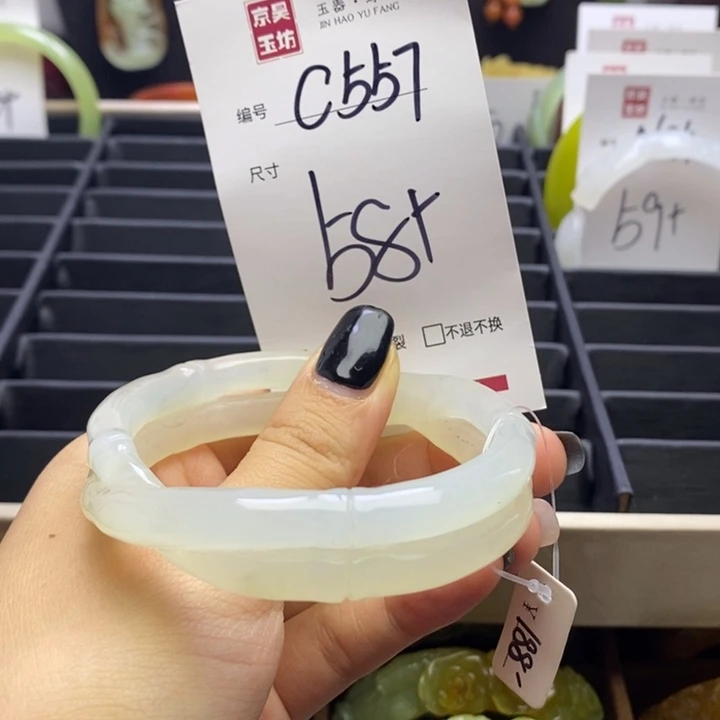 京昊
玉坊
玉器·
JIN HAO YU FANG
编号 C557
尺寸
58+
裂 不退不换
59+
¥188-